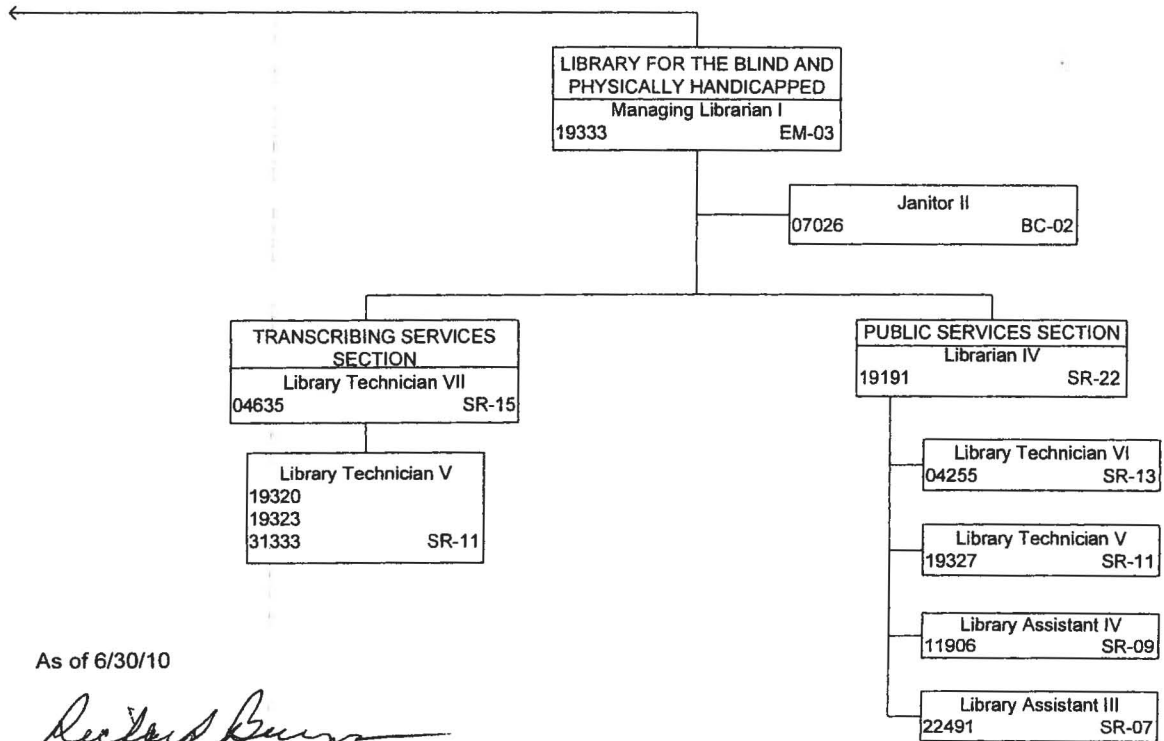 LIBRARY FOR THE BLIND AND
PHYSICALLY HANDICAPPED
Managing Librarian I
19333 EM-03
Janitor II
07026 BC-02
TRANSCRIBING SERVICES
SECTION
Library Technician VII
04635 SR-15
Library Technician V
19320
19323
31333 SR-11
PUBLIC SERVICES SECTION
Librarian IV
19191 SR-22
Library Technician VI
04255 SR-13
Library Technician V
19327 SR-11
Library Assistant IV
11906 SR-09
Library Assistant III
22491 SR-07
As of 6/30/10